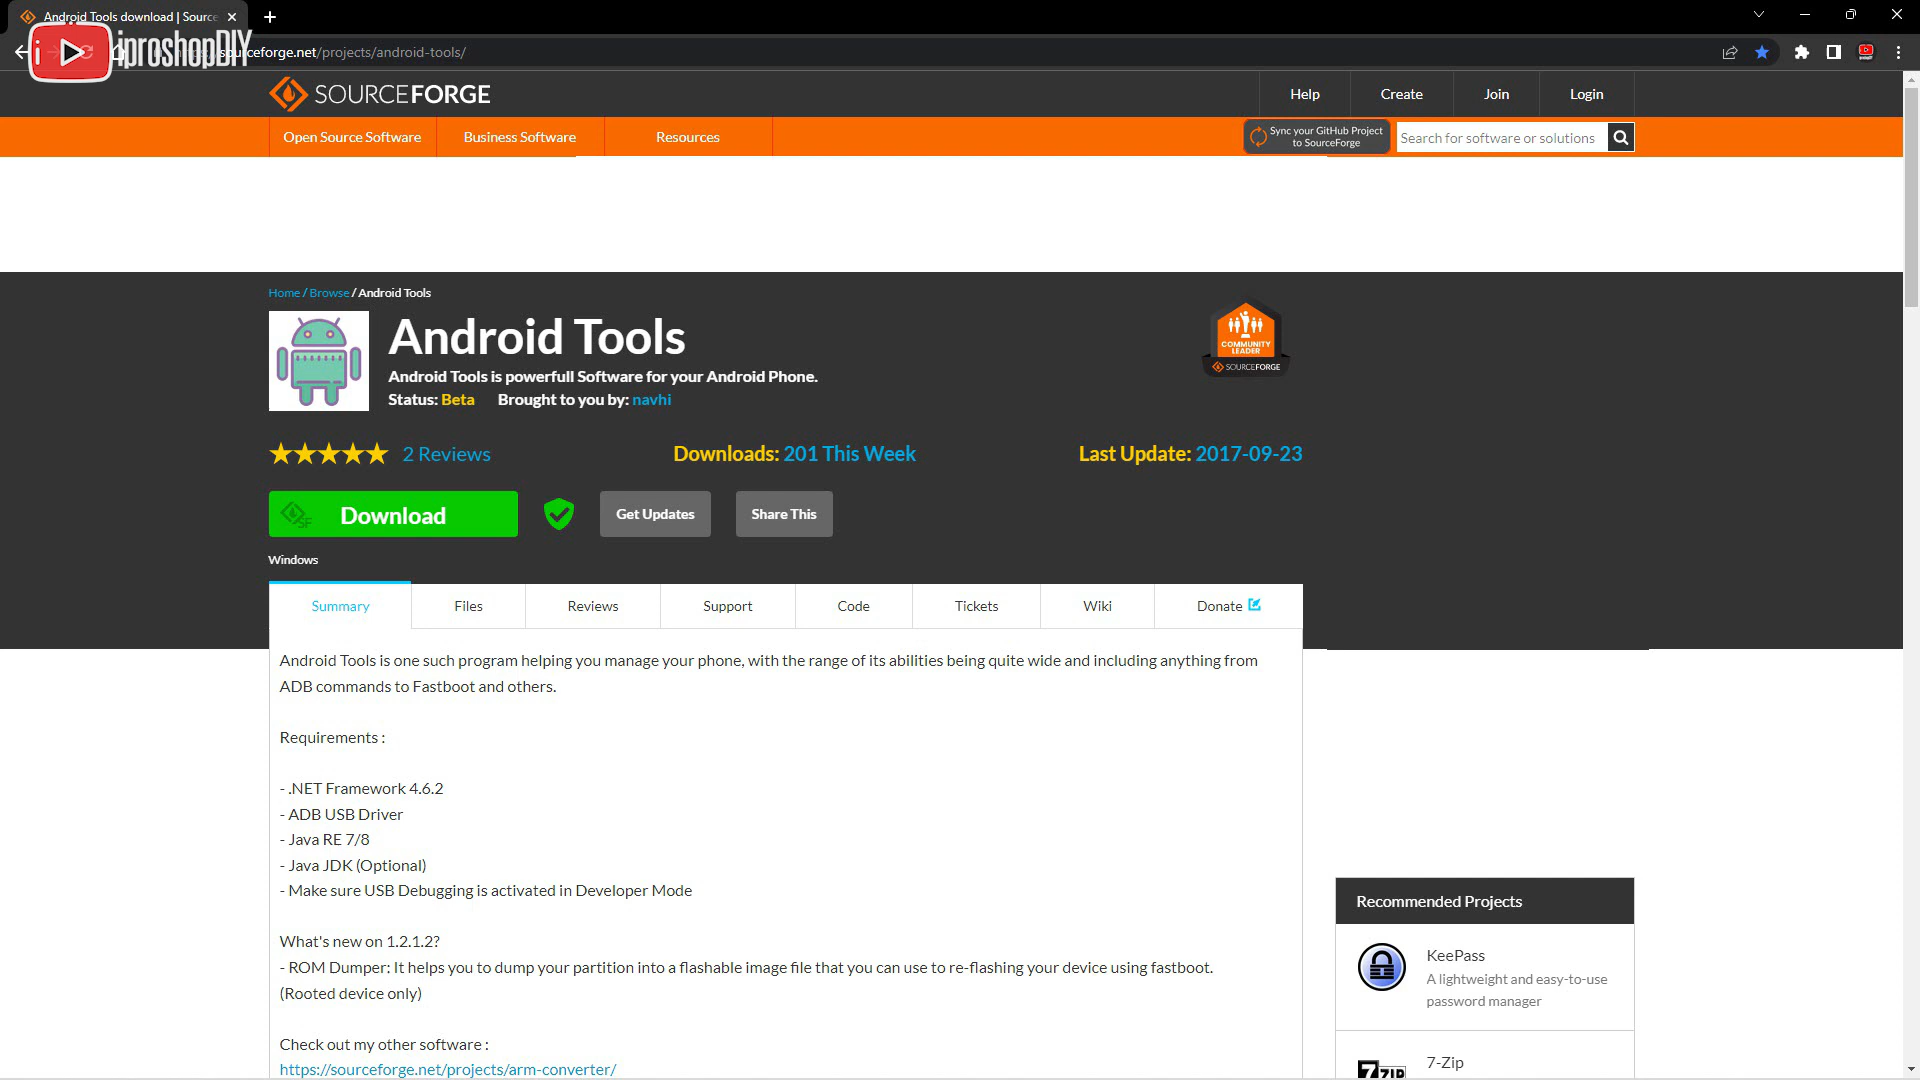 Android Tools download | Source
iproshopDIY
sourceforge.net/projects/android-tools/
SOURCEFORGE
Help
Create
Join
Login
Open Source Software
Business Software
Resources
Sync your GitHub Project
to SourceForge
Search for software or solutions
Home / Browse / Android Tools
Android Tools
Android Tools is powerfull Software for your Android Phone.
Status: Beta
Brought to you by: navhi
COMMUNITY
LEADER
SOURCEFORGE
2 Reviews
Downloads: 201 This Week
Last Update: 2017-09-23
SF
Download
Get Updates
Share This
Windows
Summary
Files
Reviews
Support
Code
Tickets
Wiki
Donate
Android Tools is one such program helping you manage your phone, with the range of its abilities being quite wide and including anything from
ADB commands to Fastboot and others.
Requirements :
- .NET Framework 4.6.2
- ADB USB Driver
- Java RE 7/8
- Java JDK (Optional)
- Make sure USB Debugging is activated in Developer Mode
What's new on 1.2.1.2?
- ROM Dumper; It helps you to dump your partition into a flashable image file that you can use to re-flashing your device using fastboot.
(Rooted device only)
Check out my other software :
https://sourceforge.net/projects/arm-converter/
Recommended Projects
KeePass
A lightweight and easy-to-use
password manager
7-Zip
7ZIP